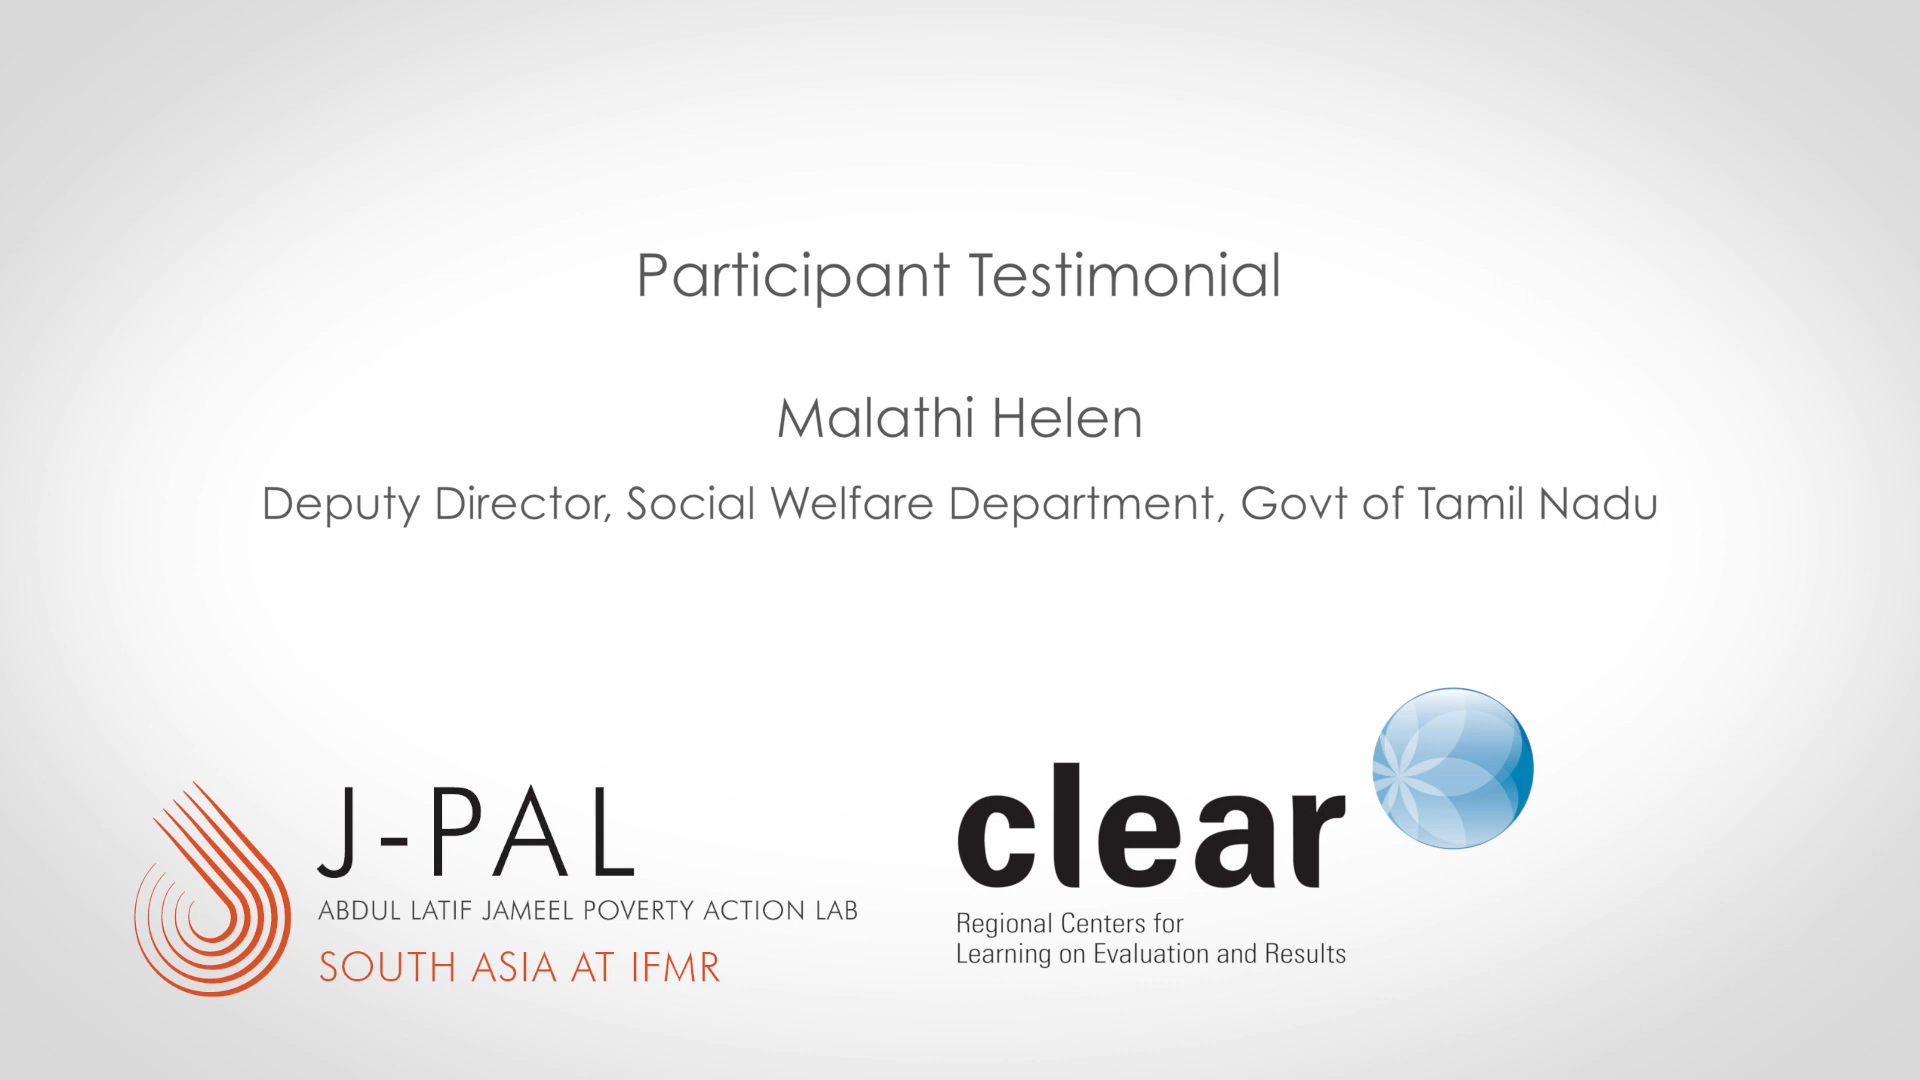 Participant Testimonial
Malathi Helen
Deputy Director, Social Welfare Department, Govt of Tamil Nadu
J-PAL
ABDUL LATIF JAMEEL POVERTY ACTION LAB
SOUTH ASIA AT IFMR
clear
Regional Centers for
Learning on Evaluation and Results